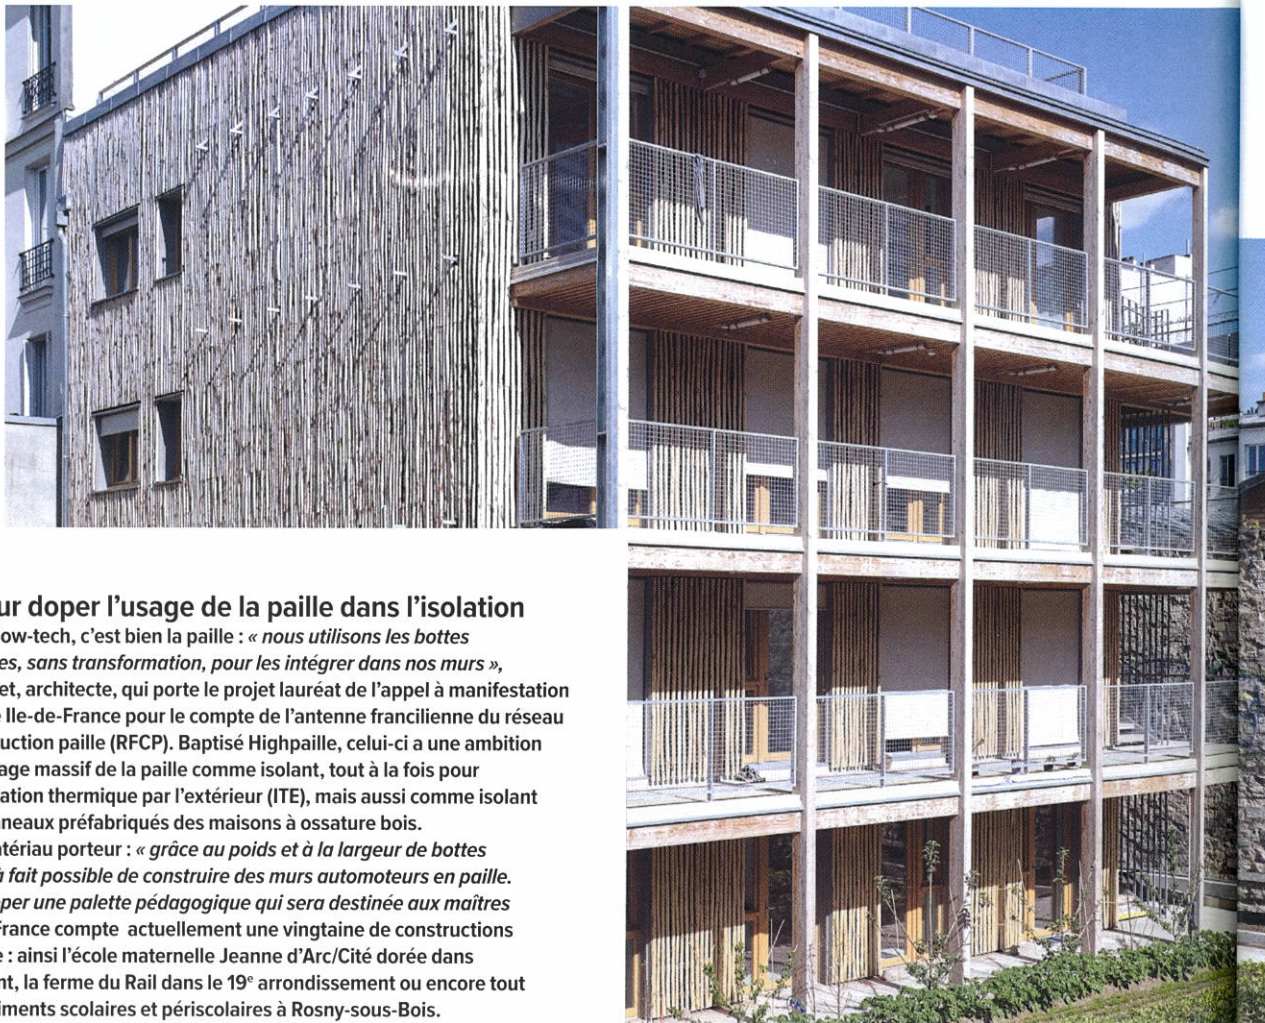 ur doper l'usage de la paille dans l'isolation
ow-tech, c'est bien la paille : « nous utilisons les bottes
es, sans transformation, pour les intégrer dans nos murs »,
et, architecte, qui porte le projet lauréat de l'appel à manifestation
Ile-de-France pour le compte de l'antenne francilienne du réseau
uction paille (RFCP). Baptisé Highpaille, celui-ci a une ambition
age massif de la paille comme isolant, tout à la fois pour
ation thermique par l'extérieur (ITE), mais aussi comme isolant
nneaux préfabriqués des maisons à ossature bois.
tériau porteur : « grâce au poids et à la largeur de bottes
à fait possible de construire des murs automoteurs en paille.
per une palette pédagogique qui sera destinée aux maîtres
France compte actuellement une vingtaine de constructions
e : ainsi l'école maternelle Jeanne d'Arc/Cité dorée dans
nt, la ferme du Rail dans le 19e arrondissement ou encore tout
iments scolaires et périscolaires à Rosny-sous-Bois.